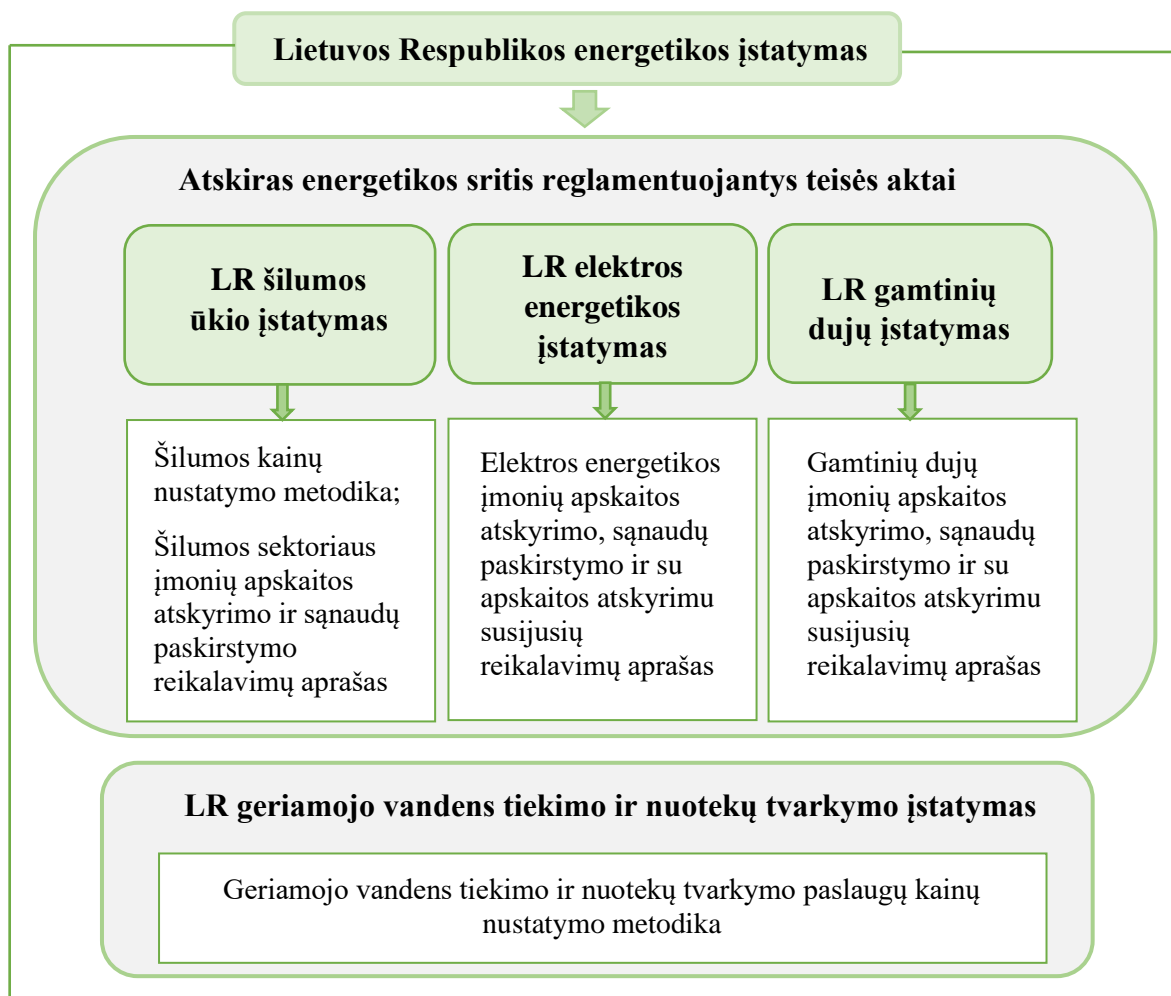 Lietuvos Respublikos energetikos įstatymas
Atskiras energetikos sritis reglamentuojantys teisės aktai
LR šilumos
ūkio įstatymas
LR elektros
energetikos
įstatymas
LR gamtinių
dujų įstatymas
Šilumos kainų
nustatymo metodika;
Šilumos sektoriaus
įmonių apskaitos
atskyrimo ir sąnaudų
paskirstymo
reikalavimų aprašas
Elektros energetikos
įmonių apskaitos
atskyrimo, sąnaudų
paskirstymo ir su
apskaitos atskyrimu
susijusių
reikalavimų aprašas
Gamtinių dujų
įmonių apskaitos
atskyrimo, sąnaudų
paskirstymo ir su
apskaitos atskyrimu
susijusių
reikalavimų aprašas
LR geriamojo vandens tiekimo ir nuotekų tvarkymo įstatymas
Geriamojo vandens tiekimo ir nuotekų tvarkymo paslaugų kainų
nustatymo metodika